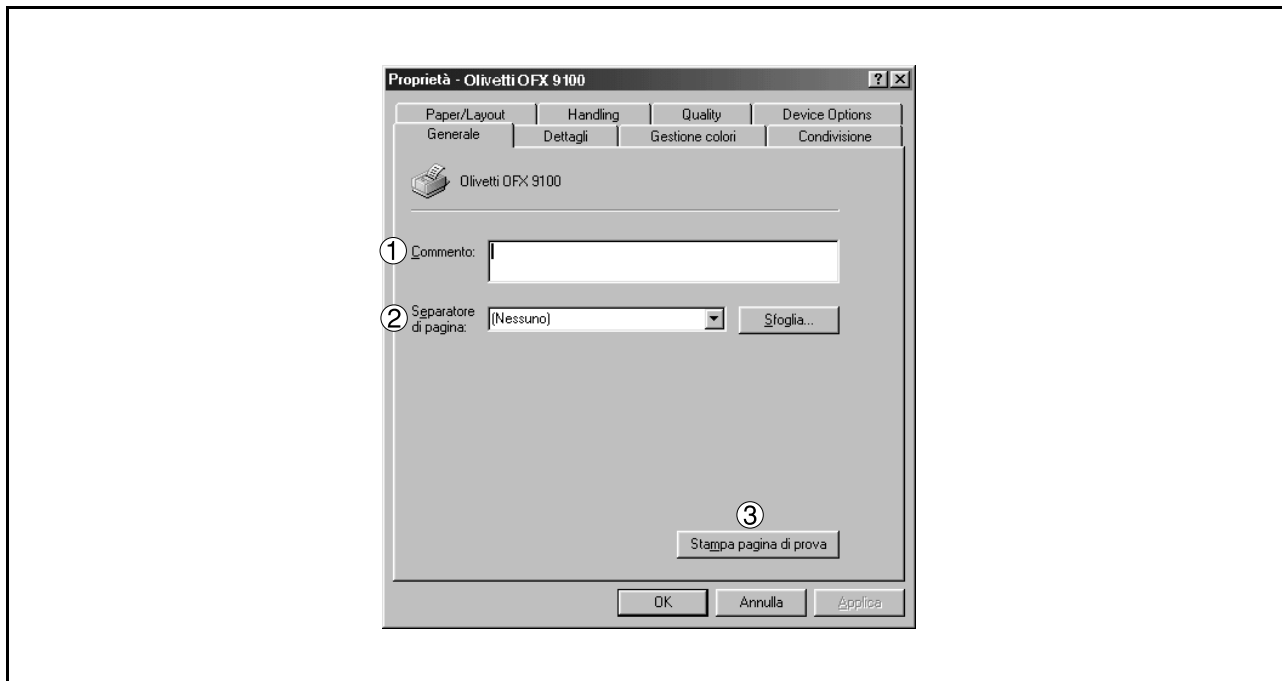 Proprietà - Olivetti OFX 9100
? ×
Paper/Layout Handling Quality Device Options
Generale Dettagli Gestione colori Condivisione
Olivetti OFX 9100
① Commento:
② Separatore
di pagina: (Nessuno) Sfoglia...
③
Stampa pagina di prova
OK Annulla Applica